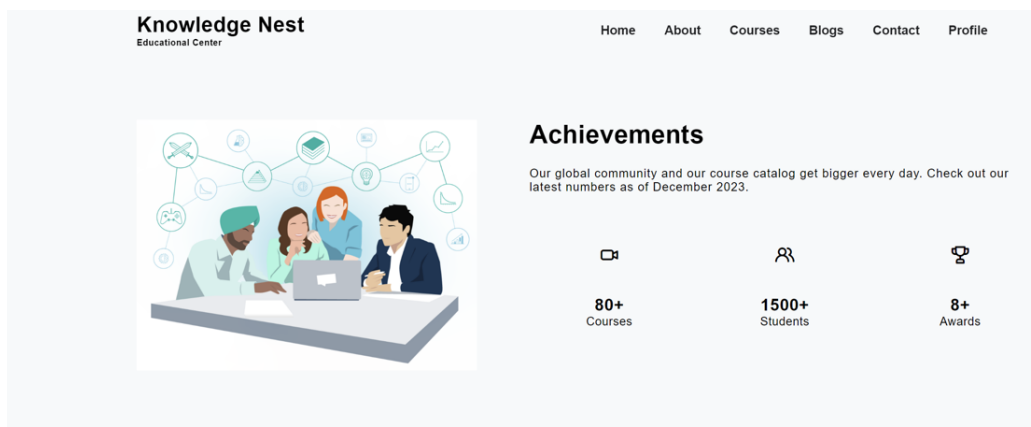 Knowledge Nest
Educational Center
Home About Courses Blogs Contact Profile
Achievements
Our global community and our course catalog get bigger every day. Check out our
latest numbers as of December 2023.
80+ 1500+ 8+
Courses Students Awards